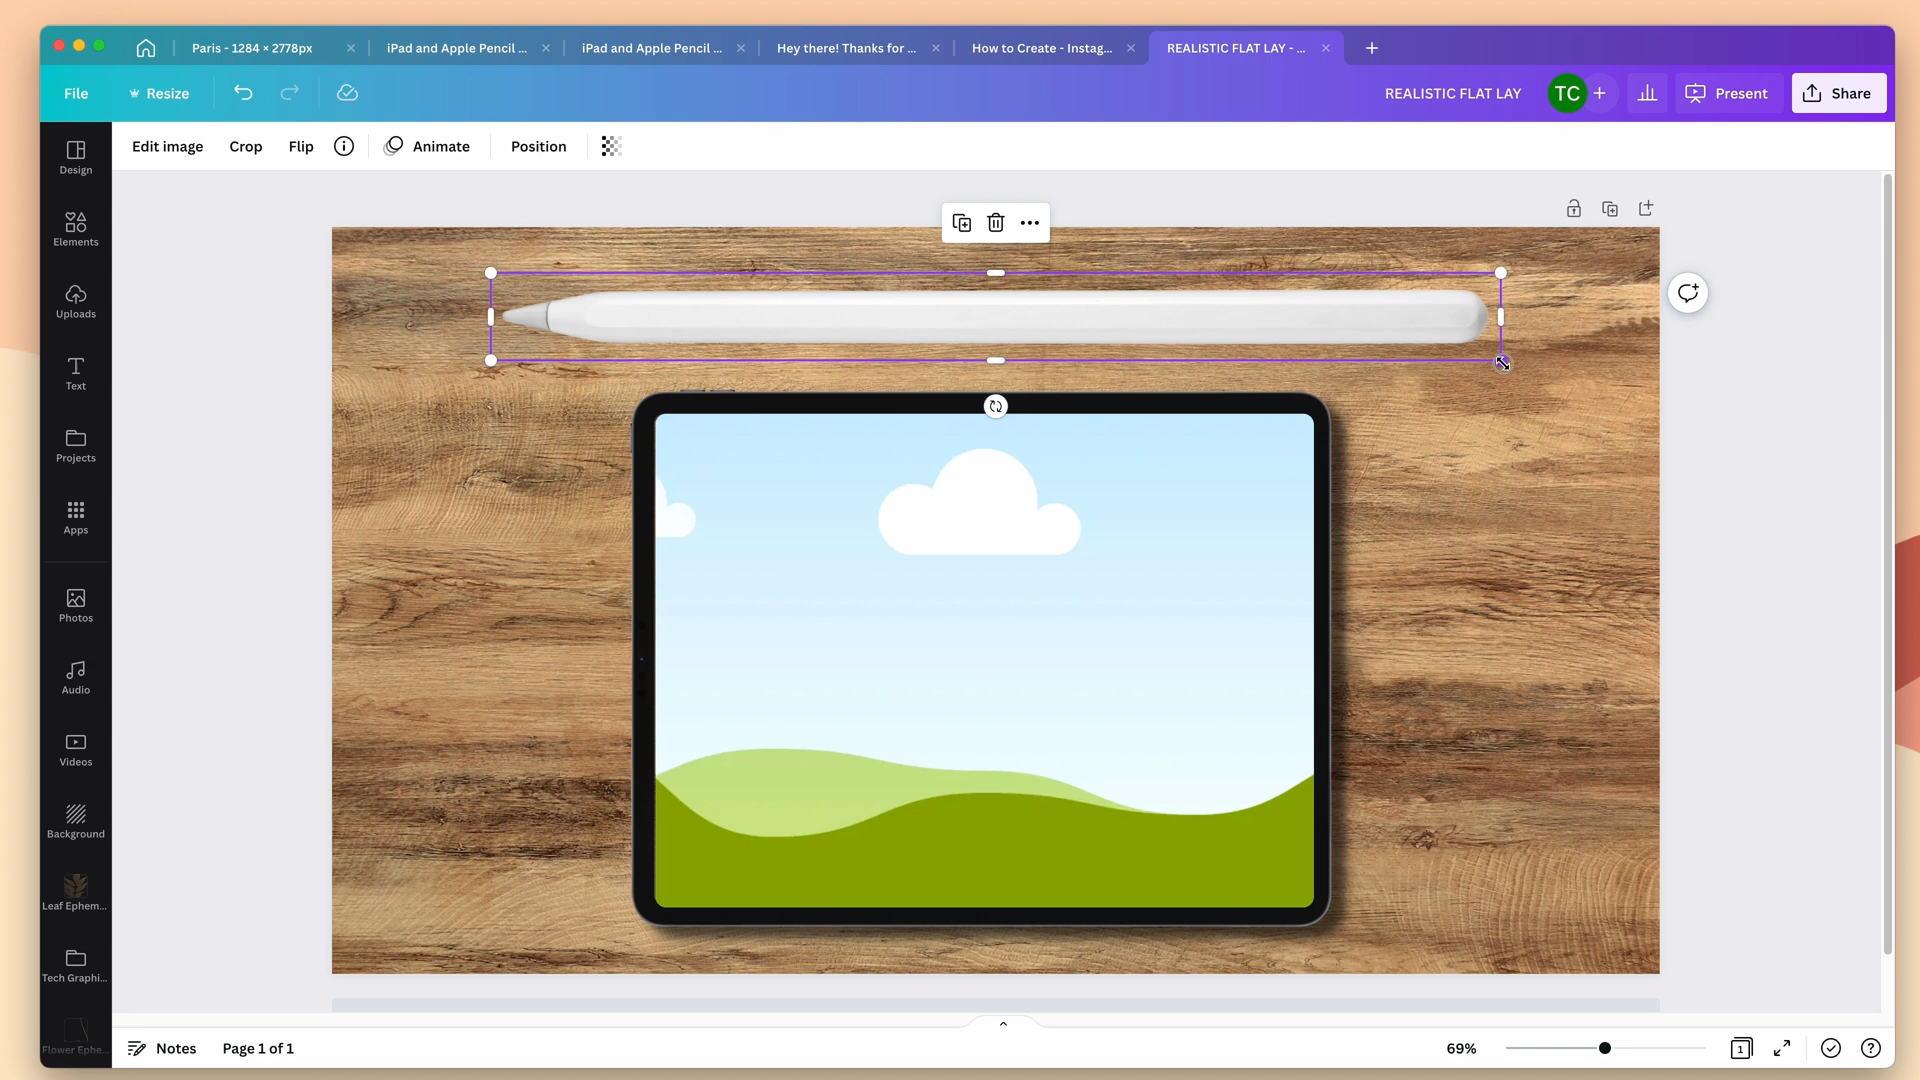 Paris - 1284 × 2778px
iPad and Apple Pencil ...
iPad and Apple Pencil ...
Hey there! Thanks for ...
How to Create - Instag...
REALISTIC FLAT LAY - ...
File
Resize
REALISTIC FLAT LAY
TC
Present
Share
Edit image
Crop
Flip
Animate
Position
Design
Elements
Uploads
Text
Projects
Apps
Photos
Audio
Videos
Background
Leaf Ephem...
Tech Graphi...
Flower Ephe...
Notes
Page 1 of 1
69%
1